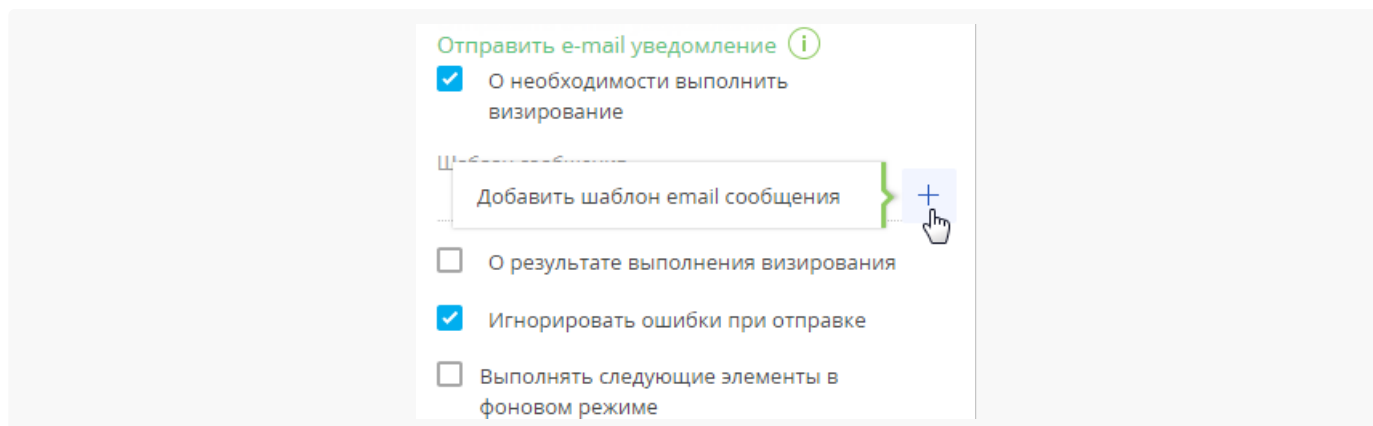 Отправить e-mail уведомление i
О необходимости выполнить
визирование
Добавить шаблон email сообщения
О результате выполнения визирования
Игнорировать ошибки при отправке
Выполнять следующие элементы в
фоновом режиме